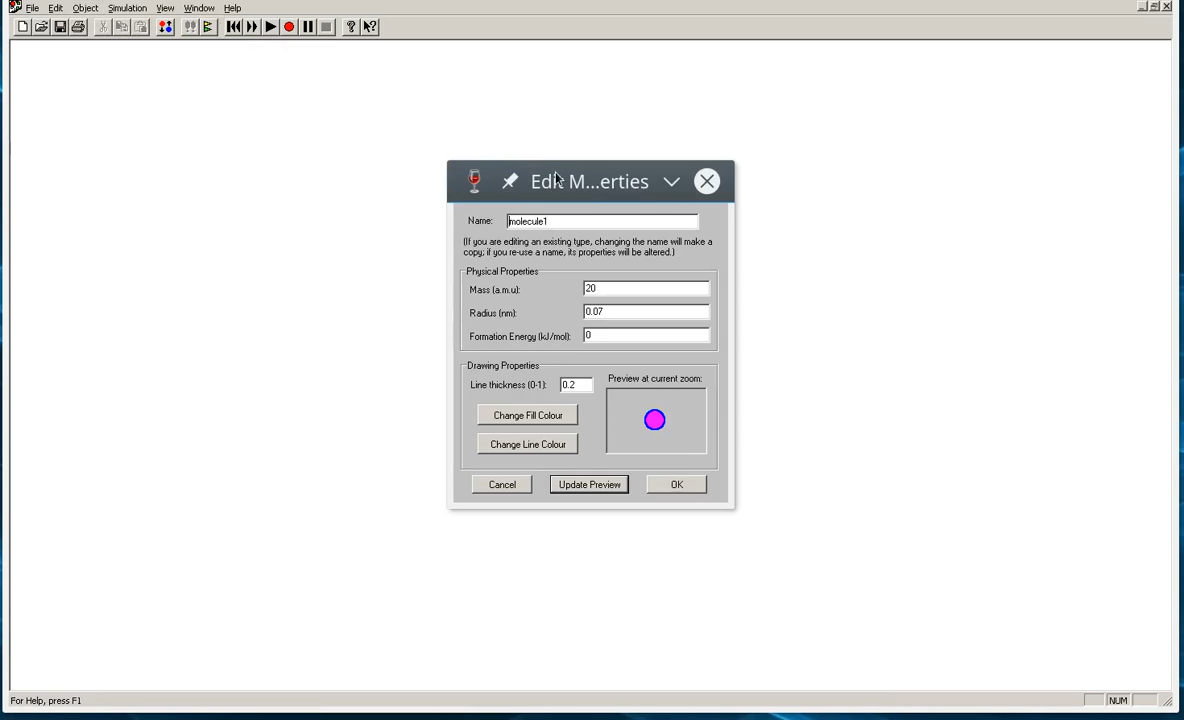 File Edit Object Simulation View Window Help
Edit M...erties
Name: molecule1
(If you are editing an existing type, changing the name will make a
copy; if you re-use a name, its properties will be altered.)
Physical Properties
Mass (a.m.u): 20
Radius (nm): 0.07
Formation Energy (kJ/mol): 0
Drawing Properties
Line thickness (0-1): 0.2
Preview at current zoom:
Change Fill Colour
Change Line Colour
Cancel Update Preview OK
For Help, press F1 NUM